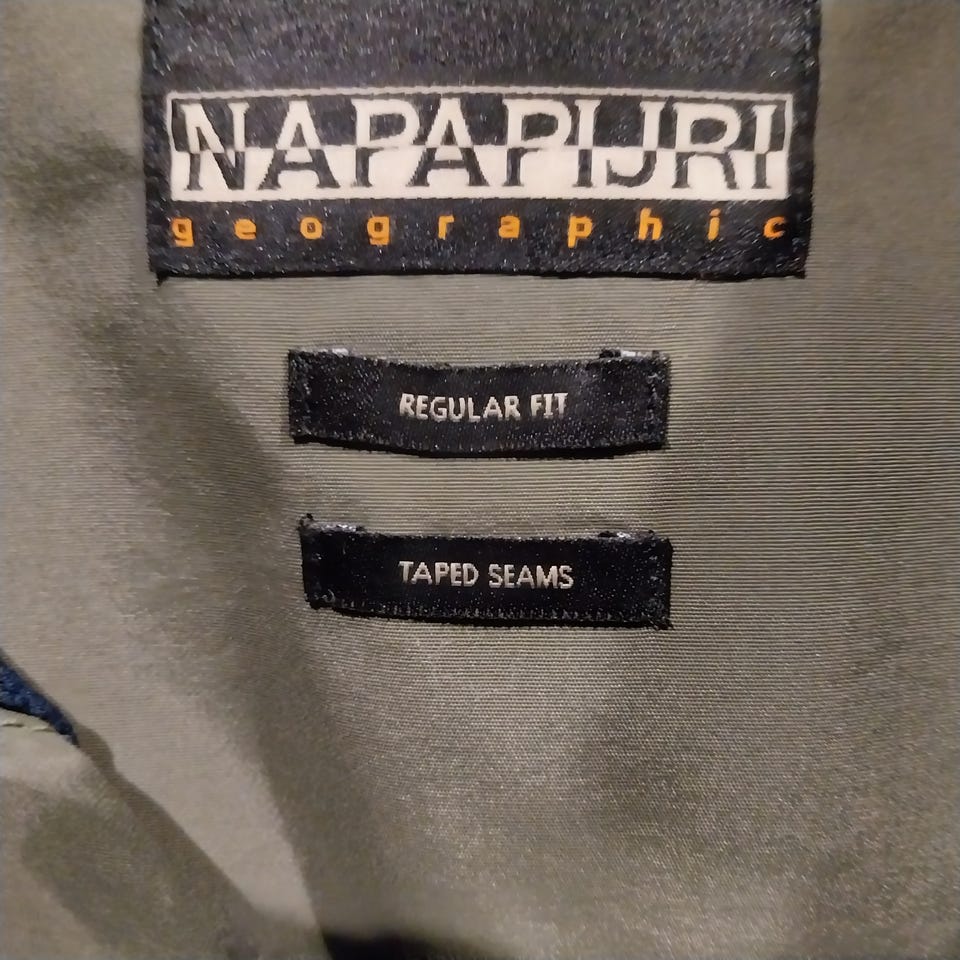 NAPAPIJRI
geographic
REGULAR FIT
TAPED SEAMS